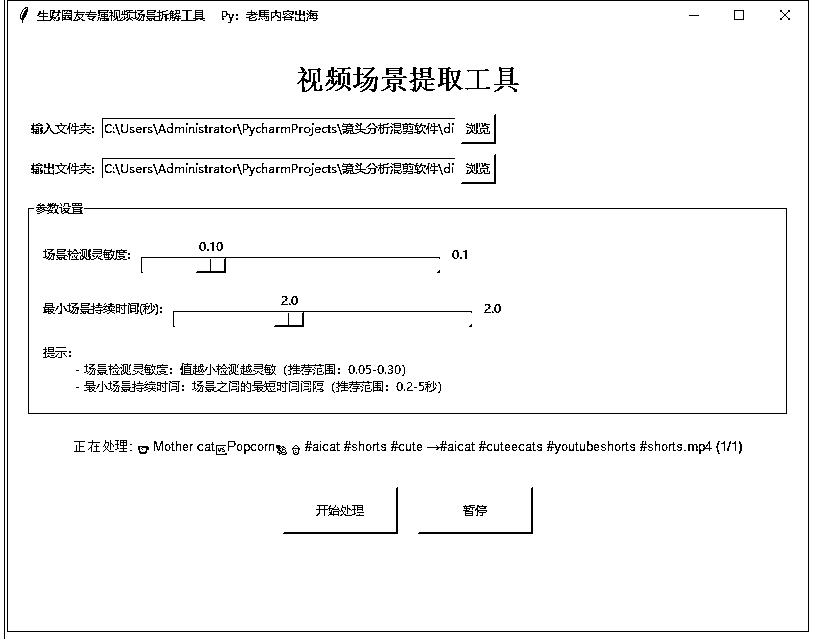 生财圈友专属视频场景拆解工具 Py：老馬内容出海
视频场景提取工具
输入文件夹: C:\Users\Administrator\PycharmProjects\镜头分析混剪软件\di 浏览
输出文件夹: C:\Users\Administrator\PycharmProjects\镜头分析混剪软件\di 浏览
参数设置
场景检测灵敏度: 0.10 0.1
最小场景持续时间(秒): 2.0 2.0
提示:
- 场景检测灵敏度：值越小检测越灵敏（推荐范围：0.05-0.30）
- 最小场景持续时间：场景之间的最短时间间隔（推荐范围：0.2-5秒）
正在处理: Mother cat🆚Popcorn #aicat #shorts #cute →#aicat #cuteecats #youtubeshorts #shorts.mp4 (1/1)
开始处理 暂停